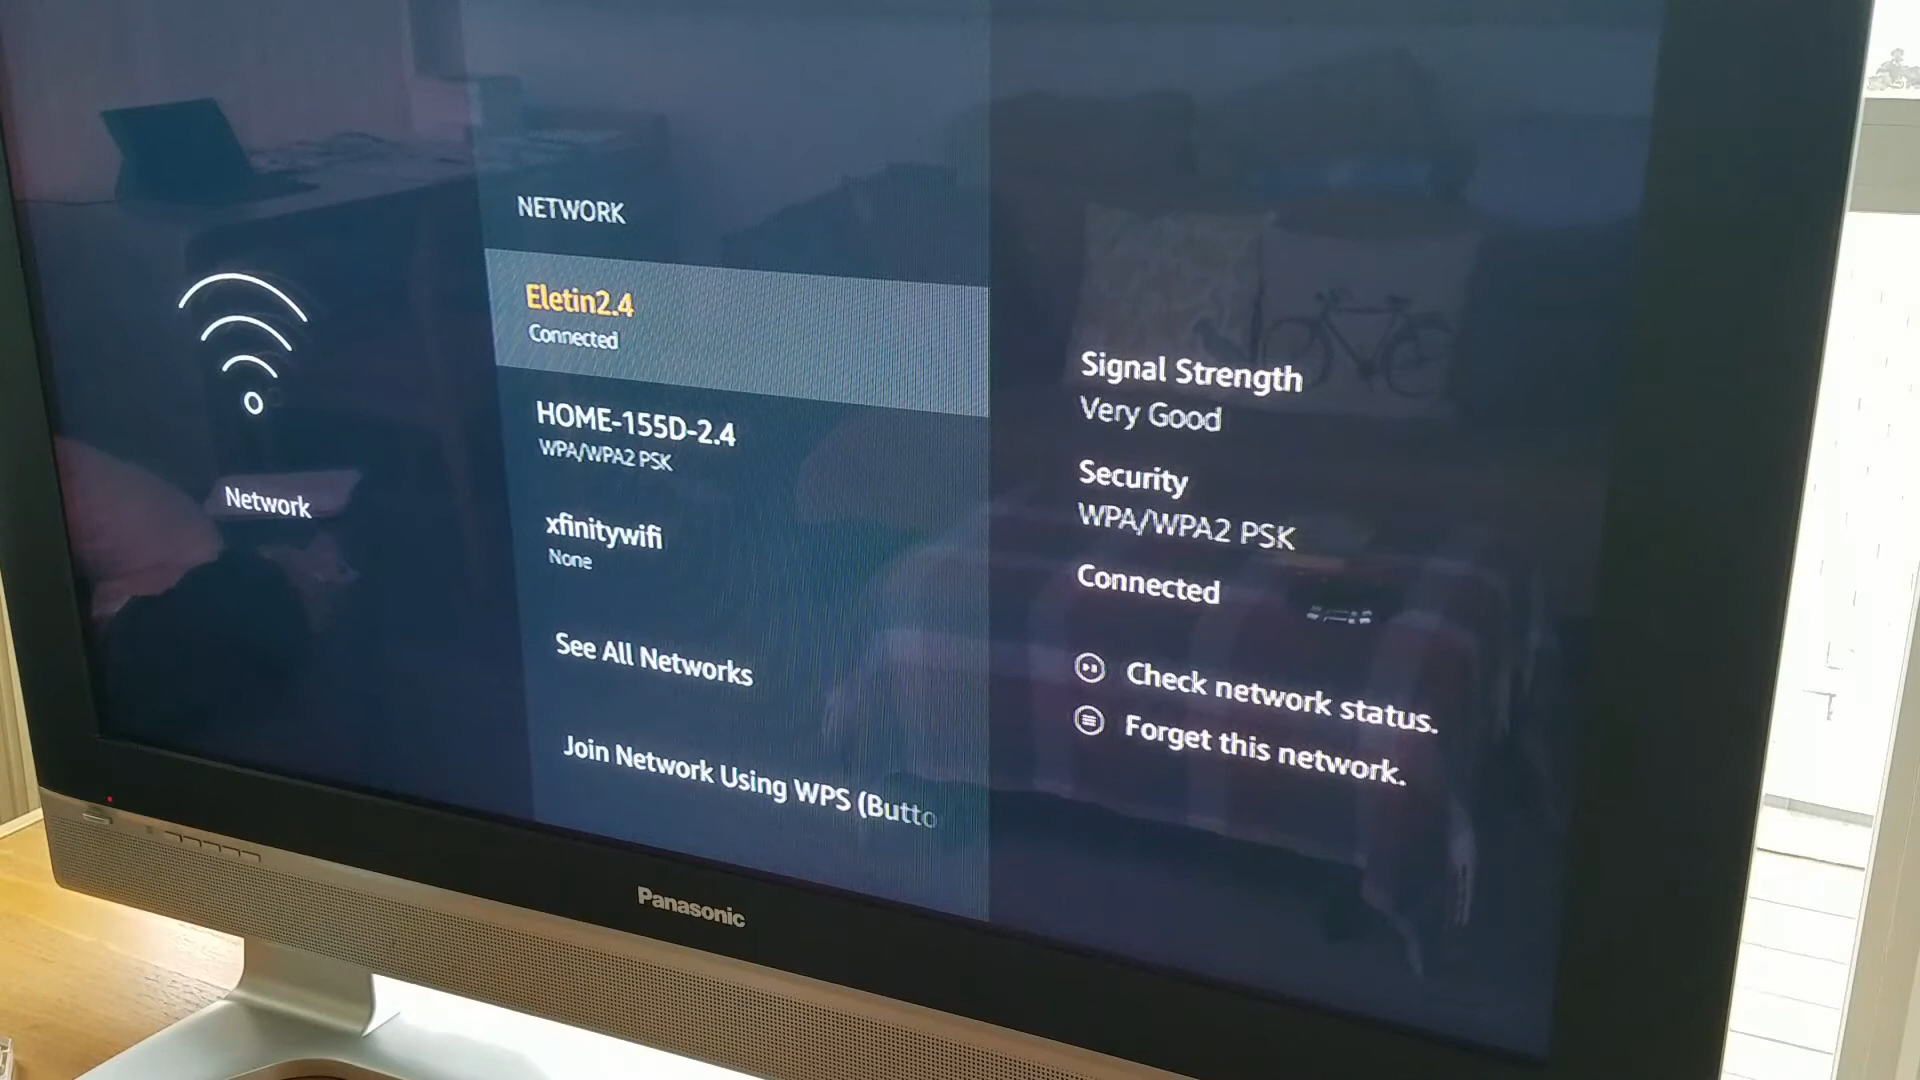 NETWORK
Eletin2.4
Connected
HOME-155D-2.4
WPA/WPA2 PSK
xfinitywifi
None
See All Networks
Join Network Using WPS (Butto
Network
Signal Strength
Very Good
Security
WPA/WPA2 PSK
Connected
Check network status.
Forget this network.
Panasonic